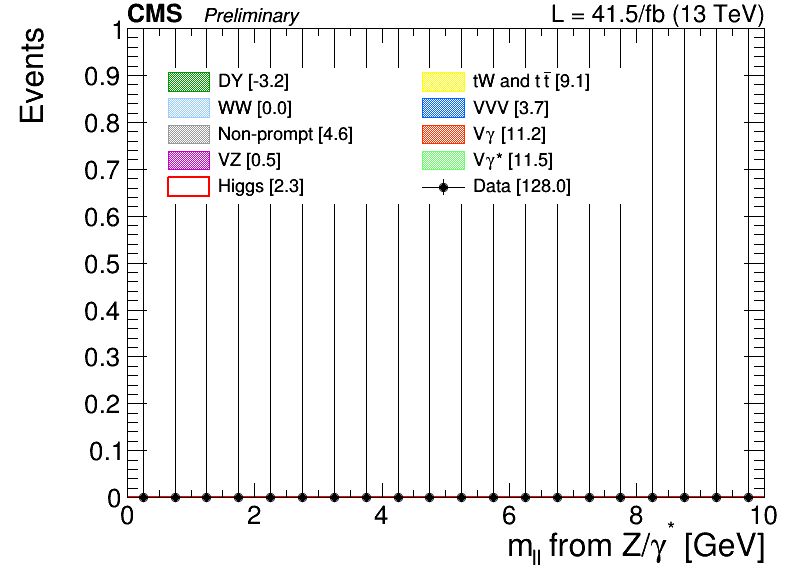 CMS Preliminary L = 41.5/fb (13 TeV)
Events
1
0.9
0.8
0.7
0.6
0.5
0.4
0.3
0.2
0.1
0
DY [-3.2]
WW [0.0]
Non-prompt [4.6]
VZ [0.5]
Higgs [2.3]
tW and tt̄ [9.1]
VVV [3.7]
Vγ [11.2]
Vγ* [11.5]
Data [128.0]
0 2 4 6 8 10
m_ll from Z/γ* [GeV]